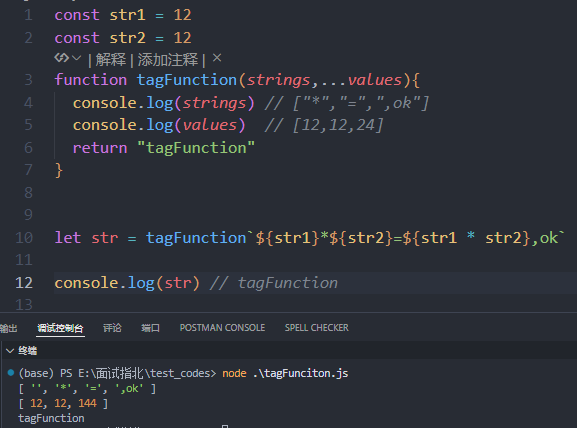 1 const str1 = 12
2 const str2 = 12
| 解释 | 添加注释 | ×
3 function tagFunction(strings,...values){
4 console.log(strings) // ["*","=",",ok"]
5 console.log(values) // [12,12,24]
6 return "tagFunction"
7 }
8
9
10 let str = tagFunction`${str1}*${str2}=${str1 * str2},ok`
11
12 console.log(str) // tagFunction
13
输出 调试控制台 评论 端口 POSTMAN CONSOLE SPELL CHECKER
终端
(base) PS E:\面试指北\test_codes> node .\tagFunciton.js
[ '', '*', '=', ',ok' ]
[ 12, 12, 144 ]
tagFunction